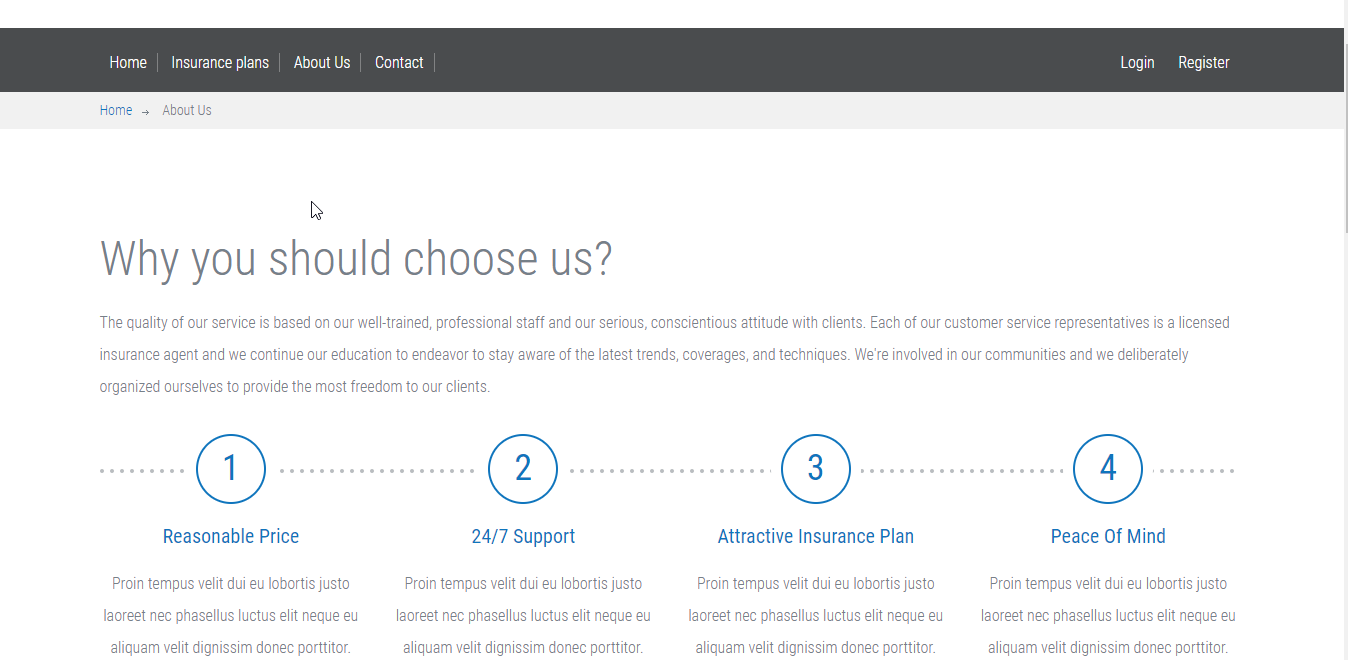 Home Insurance plans About Us Contact Login Register
Home → About Us
Why you should choose us?
The quality of our service is based on our well-trained, professional staff and our serious, conscientious attitude with clients. Each of our customer service representatives is a licensed
insurance agent and we continue our education to endeavor to stay aware of the latest trends, coverages, and techniques. We're involved in our communities and we deliberately
organized ourselves to provide the most freedom to our clients.
1
Reasonable Price
Proin tempus velit dui eu lobortis justo
laoreet nec phasellus luctus elit neque eu
aliquam velit dignissim donec porttitor.
2
24/7 Support
Proin tempus velit dui eu lobortis justo
laoreet nec phasellus luctus elit neque eu
aliquam velit dignissim donec porttitor.
3
Attractive Insurance Plan
Proin tempus velit dui eu lobortis justo
laoreet nec phasellus luctus elit neque eu
aliquam velit dignissim donec porttitor.
4
Peace Of Mind
Proin tempus velit dui eu lobortis justo
laoreet nec phasellus luctus elit neque eu
aliquam velit dignissim donec porttitor.